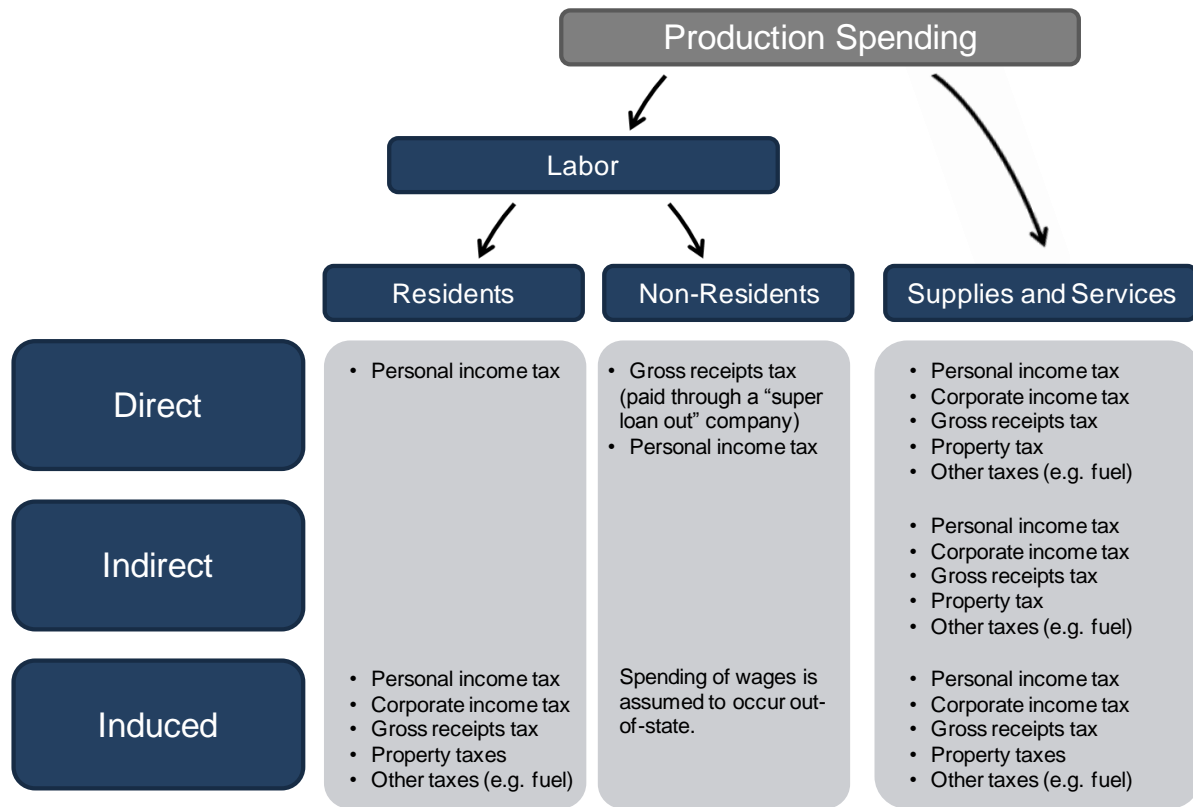 Production Spending
Labor
Residents
Non-Residents
Supplies and Services
Direct
• Personal income tax
• Gross receipts tax
(paid through a “super
loan out” company)
• Personal income tax
• Personal income tax
• Corporate income tax
• Gross receipts tax
• Property tax
• Other taxes (e.g. fuel)
Indirect
• Personal income tax
• Corporate income tax
• Gross receipts tax
• Property tax
• Other taxes (e.g. fuel)
Induced
• Personal income tax
• Corporate income tax
• Gross receipts tax
• Property taxes
• Other taxes (e.g. fuel)
Spending of wages is
assumed to occur out-
of-state.
• Personal income tax
• Corporate income tax
• Gross receipts tax
• Property taxes
• Other taxes (e.g. fuel)